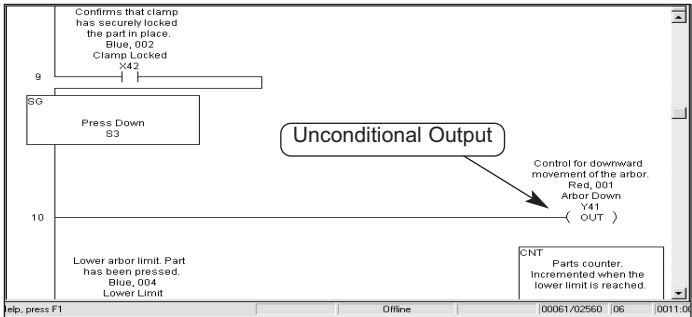 Confirms that clamp
has securely locked
the part in place.
Blue, 002
Clamp Locked
X42
9
SG
Press Down
S3
Unconditional Output
Control for downward
movement of the arbor.
Red, 001
Arbor Down
Y41
10
( OUT )
Lower arbor limit. Part
has been pressed.
Blue, 004
Lower Limit
CNT
Parts counter.
Incremented when the
lower limit is reached.
Help, press F1
Offline
00061/02560
06
0011:00